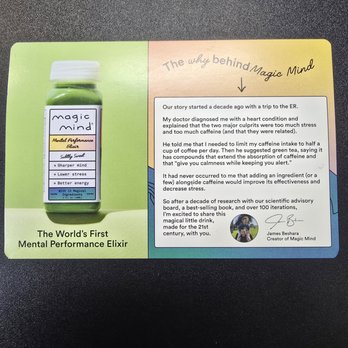 magic
mind
Mental Performance
Elixir
+ Sharper mind
+ Lower stress
+ Better energy
The World's First
Mental Performance Elixir
The why behind
Magic Mind
Our story started a decade ago with a trip to the ER.
My doctor diagnosed me with a heart condition and
explained that the two major culprits were too much stress
and too much caffeine (and that they were related).
He told me that I needed to limit my caffeine intake to half a
cup of coffee per day. Then he suggested green tea, saying it
has compounds that extend the absorption of caffeine and
that "give you calmness while keeping you alert."
It had never occurred to me that adding an ingredient (or a
few) alongside caffeine would improve its effectiveness and
decrease stress.
So after a decade of research with our scientific advisory
board, a best-selling book, and over 100 iterations,
I'm excited to share this
magical little drink,
made for the 21st
century, with you.
James Beshara
Creator of Magic Mind